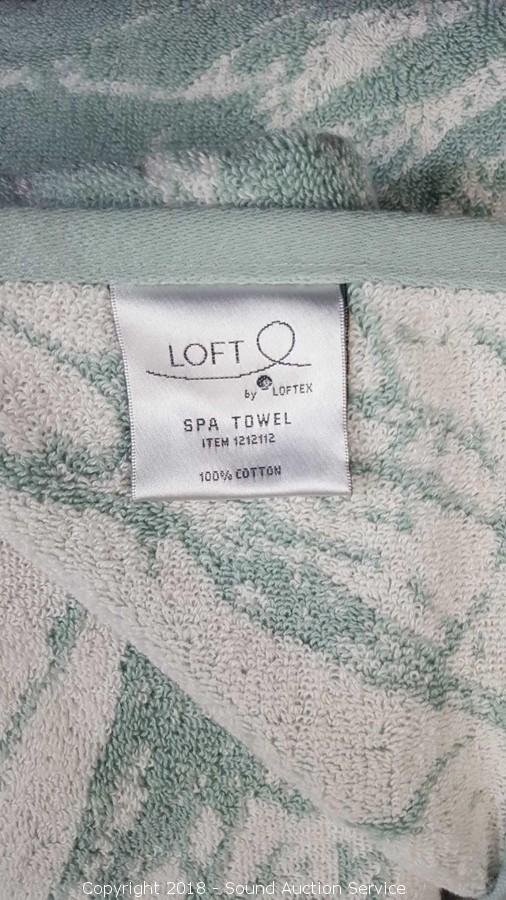 LOFT
by LOFTEX
SPA TOWEL
ITEM 1212112
100% COTTON
Copyright 2018 - Sound Auction Service